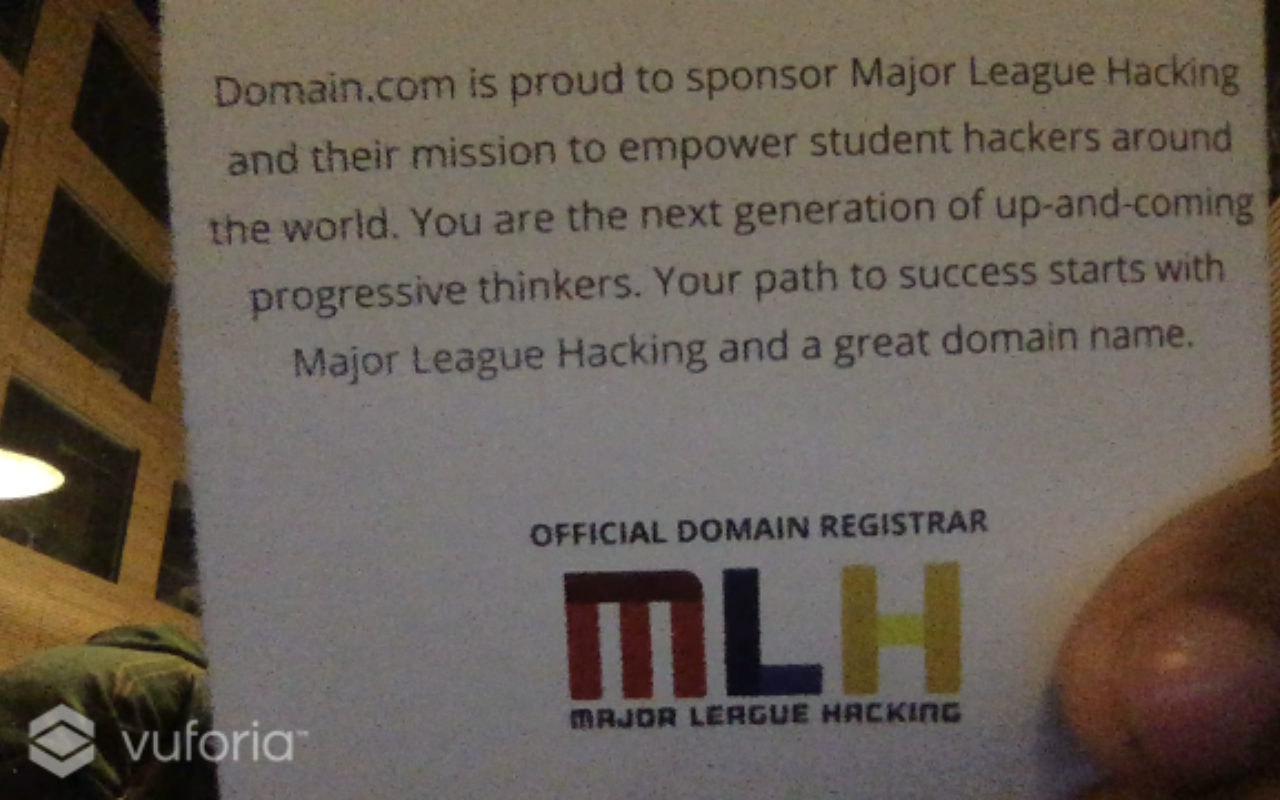 Domain.com is proud to sponsor Major League Hacking
and their mission to empower student hackers around
the world. You are the next generation of up-and-coming
progressive thinkers. Your path to success starts with
Major League Hacking and a great domain name.
OFFICIAL DOMAIN REGISTRAR
MLH
MAJOR LEAGUE HACKING
vuforia™